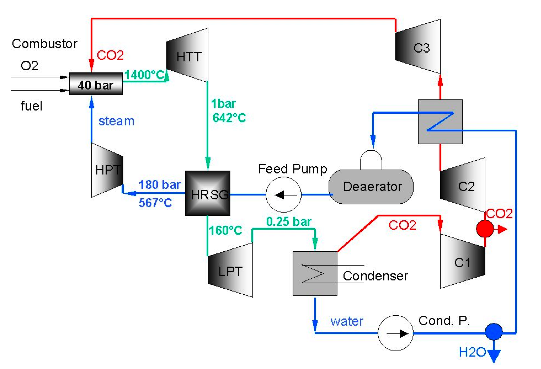 Combustor
O2
fuel
CO2
40 bar
1400°C
HTT
C3
steam
1bar
642°C
HPT
180 bar
567°C
HRSG
Feed Pump
Deaerator
C2
CO2
160°C
0.25 bar
LPT
CO2
C1
Condenser
water
Cond. P.
H2O